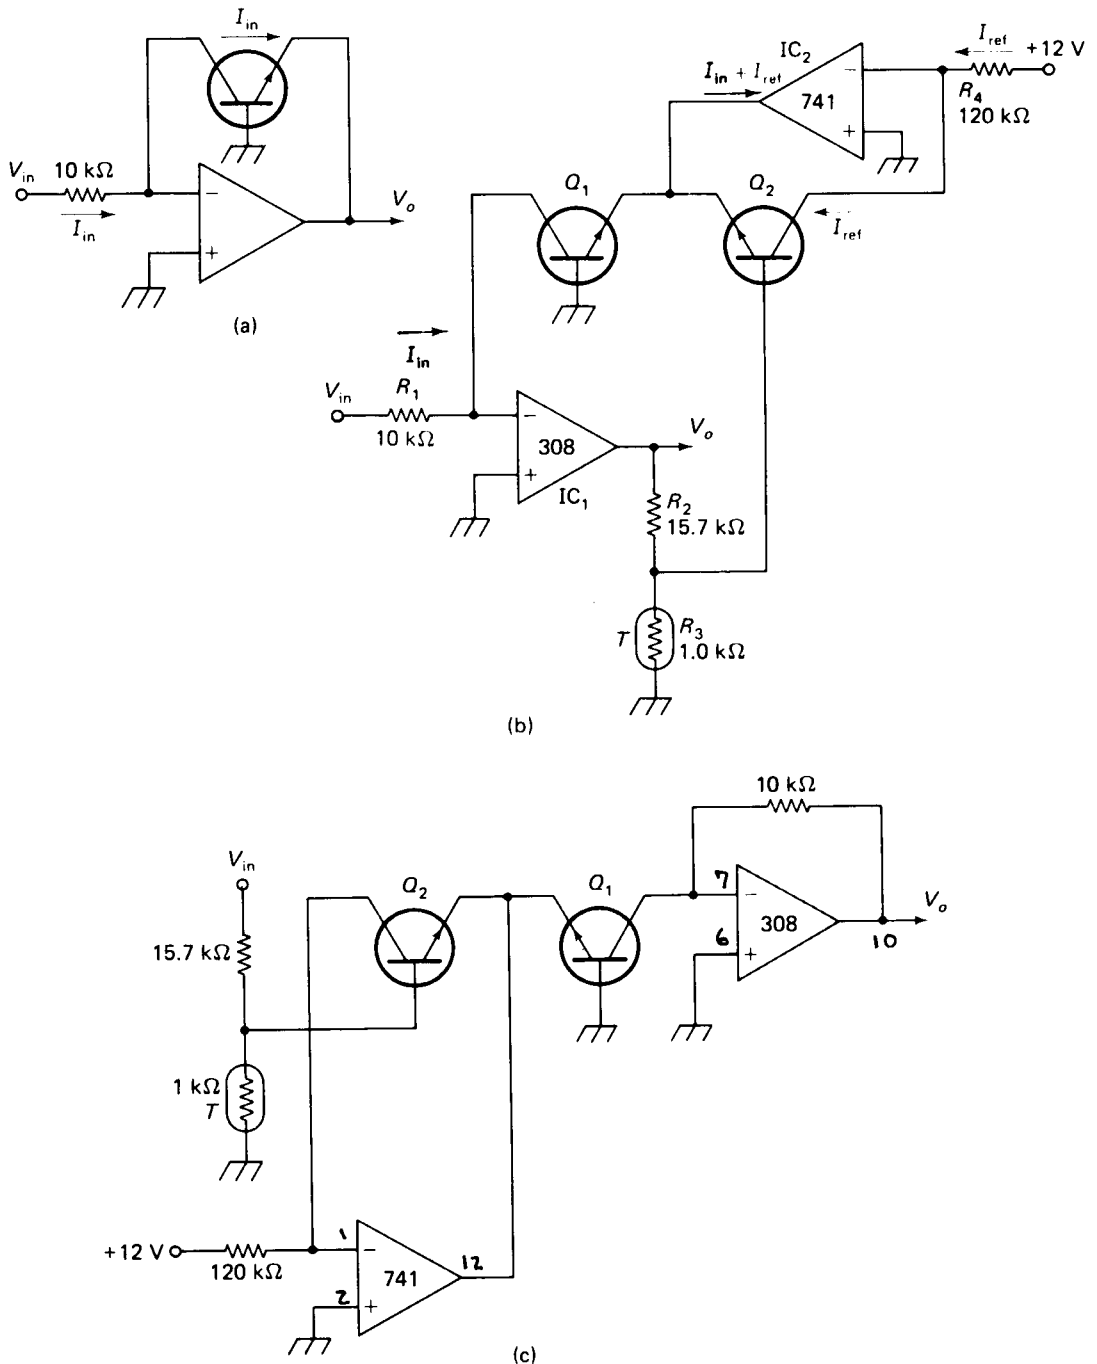 I_in
V_in
10 kΩ
I_in
−
+
V_o
(a)
IC_2
I_ref
+12 V
I_in + I_ref
741
−
+
R_4
120 kΩ
Q_1
Q_2
I_ref
I_in
V_in
R_1
10 kΩ
−
308
+
IC_1
V_o
R_2
15.7 kΩ
T
R_3
1.0 kΩ
(b)
10 kΩ
V_in
Q_2
Q_1
7
−
308
6
+
V_o
10
15.7 kΩ
1 kΩ
T
+12 V
120 kΩ
1
−
741
12
2
+
(c)